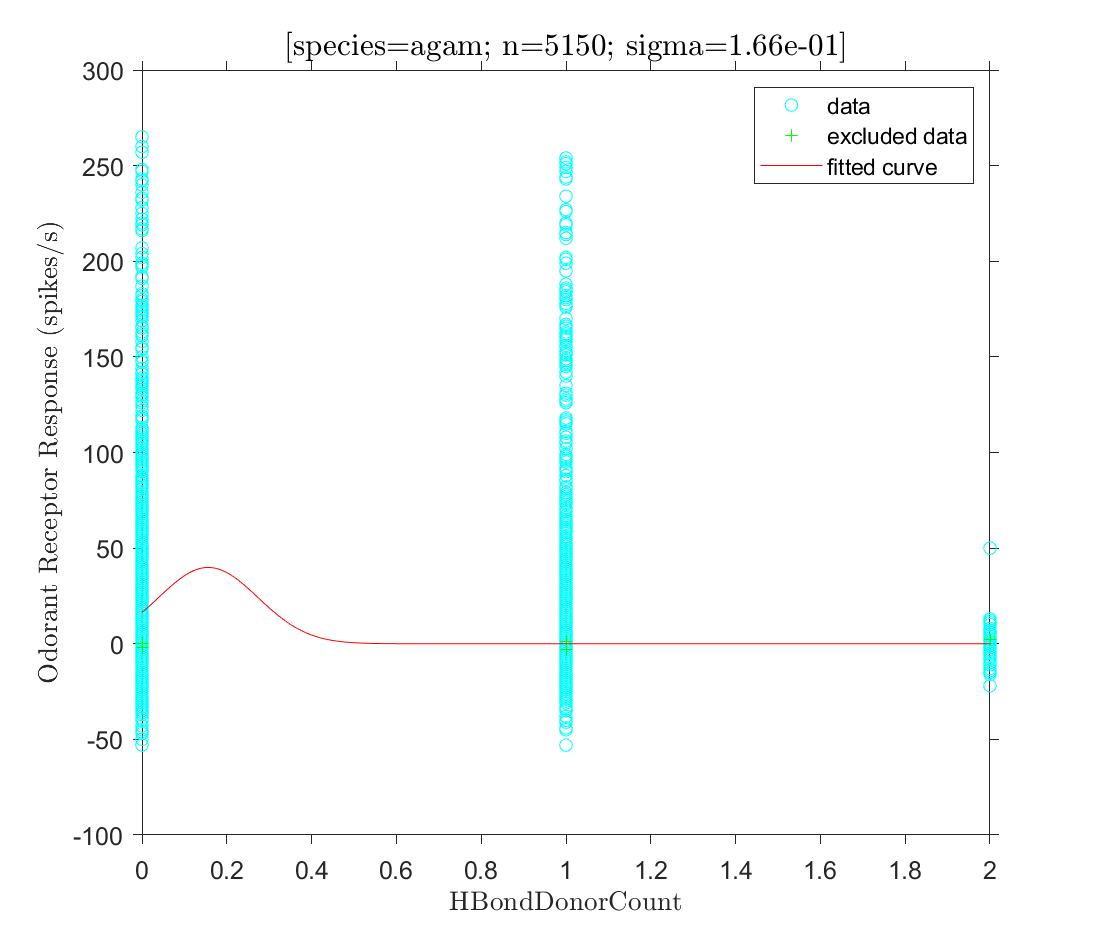 [species=agam; n=5150; sigma=1.66e-01]
300
250
200
150
100
50
0
-50
-100
Odorant Receptor Response (spikes/s)
data
excluded data
fitted curve
0 0.2 0.4 0.6 0.8 1 1.2 1.4 1.6 1.8 2
HBondDonorCount